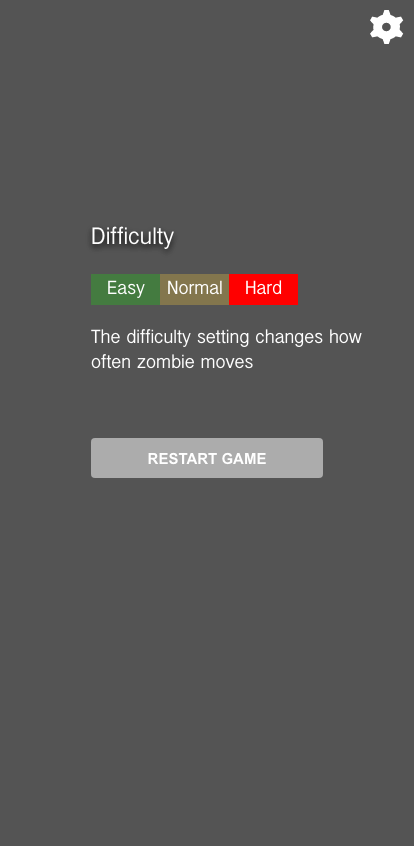 Difficulty
Easy Normal Hard
The difficulty setting changes how
often zombie moves
RESTART GAME